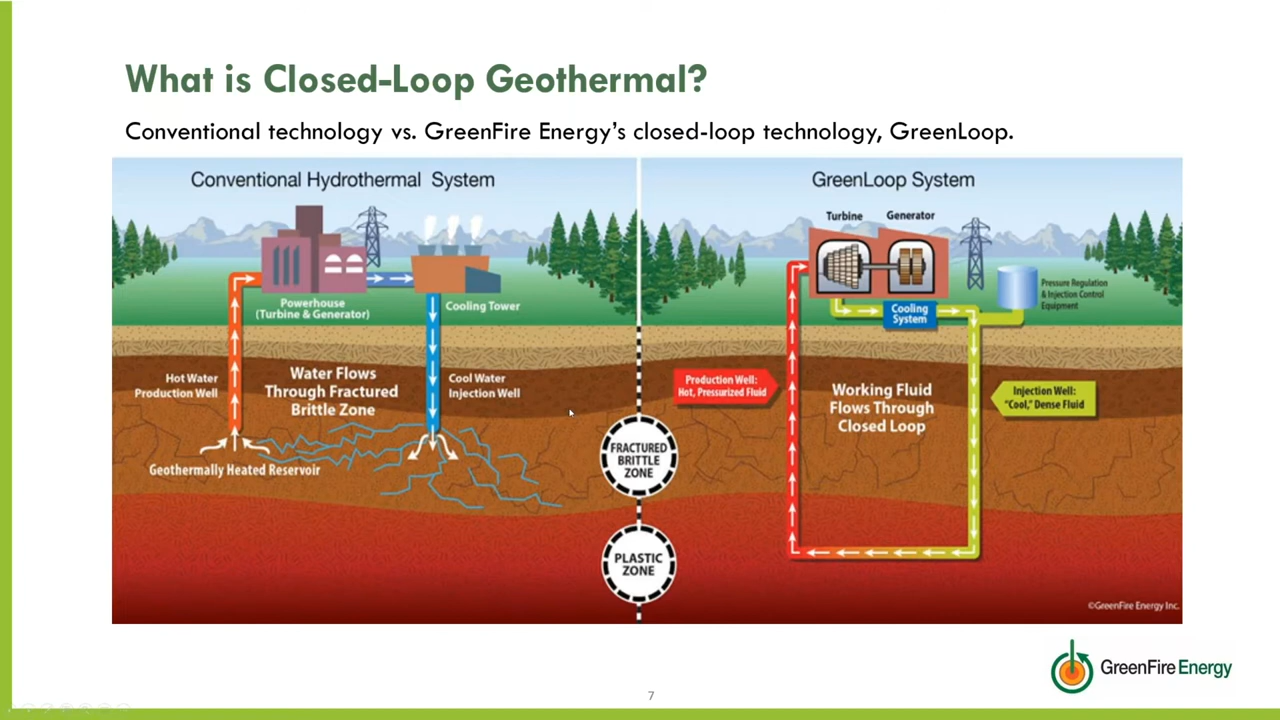 What is Closed-Loop Geothermal?
Conventional technology vs. GreenFire Energy's closed-loop technology, GreenLoop.
Conventional Hydrothermal System
Powerhouse
(Turbine & Generator)
Cooling Tower
Hot Water
Production Well
Water Flows
Through Fractured
Brittle Zone
Cool Water
Injection Well
Geothermally Heated Reservoir
FRACTURED
BRITTLE
ZONE
PLASTIC
ZONE
GreenLoop System
Turbine
Generator
Pressure Regulation
& Injection Control
Equipment
Cooling
System
Production Well:
Hot, Pressurized Fluid
Working Fluid
Flows Through
Closed Loop
Injection Well:
"Cool," Dense Fluid
©GreenFire Energy Inc.
GreenFire Energy
7